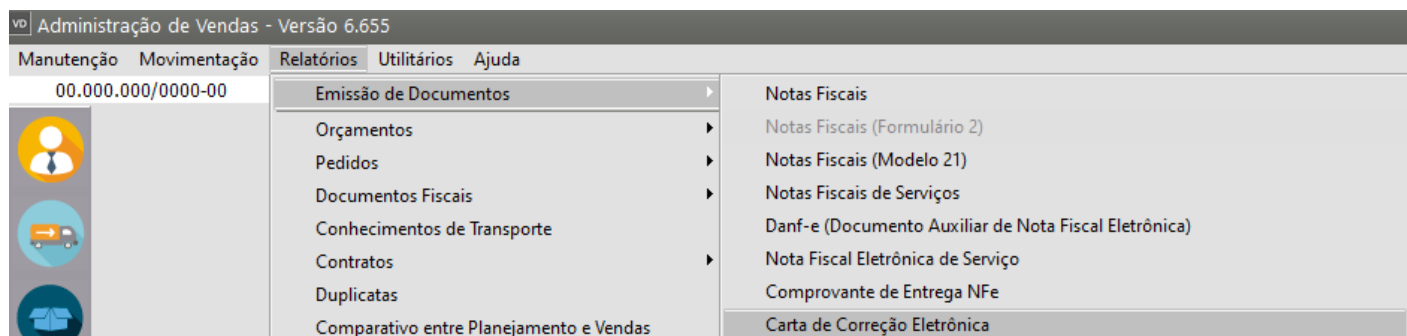 VD Administração de Vendas - Versão 6.655
Manutenção Movimentação Relatórios Utilitários Ajuda
00.000.000/0000-00
Emissão de Documentos
Orçamentos
Pedidos
Documentos Fiscais
Conhecimentos de Transporte
Contratos
Duplicatas
Comparativo entre Planejamento e Vendas
Notas Fiscais
Notas Fiscais (Formulário 2)
Notas Fiscais (Modelo 21)
Notas Fiscais de Serviços
Danf-e (Documento Auxiliar de Nota Fiscal Eletrônica)
Nota Fiscal Eletrônica de Serviço
Comprovante de Entrega NFe
Carta de Correção Eletrônica